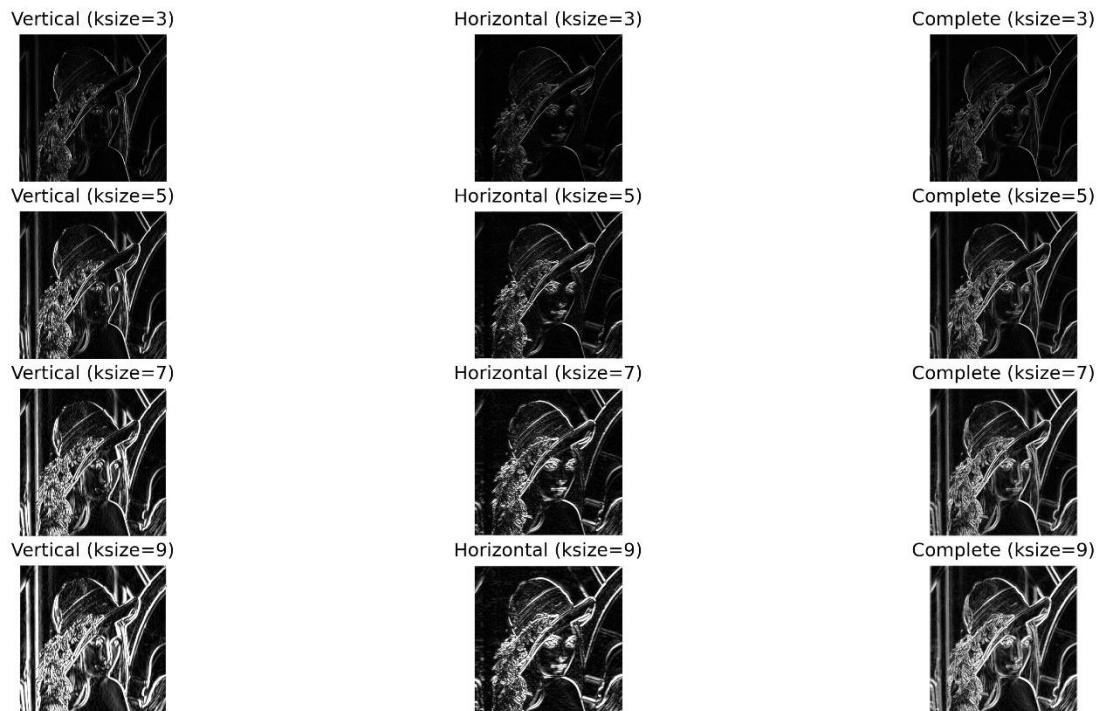 Vertical (ksize=3)
Horizontal (ksize=3)
Complete (ksize=3)
Vertical (ksize=5)
Horizontal (ksize=5)
Complete (ksize=5)
Vertical (ksize=7)
Horizontal (ksize=7)
Complete (ksize=7)
Vertical (ksize=9)
Horizontal (ksize=9)
Complete (ksize=9)